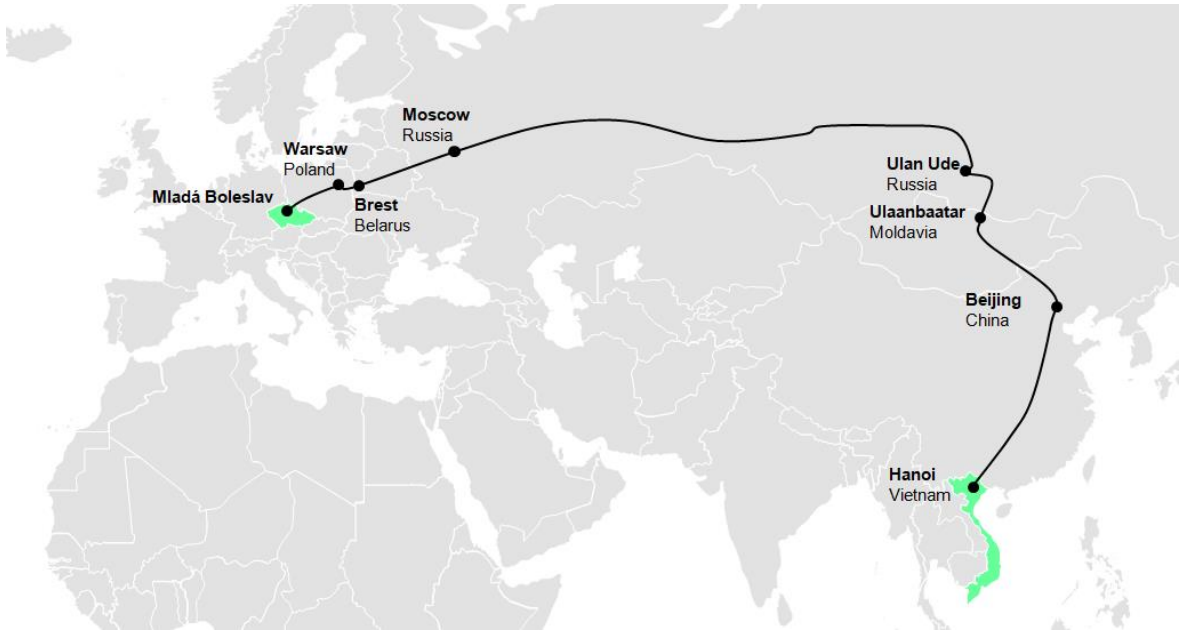 Moscow
Russia
Warsaw
Poland
Mladá Boleslav
Brest
Belarus
Ulan Ude
Russia
Ulaanbaatar
Moldavia
Beijing
China
Hanoi
Vietnam